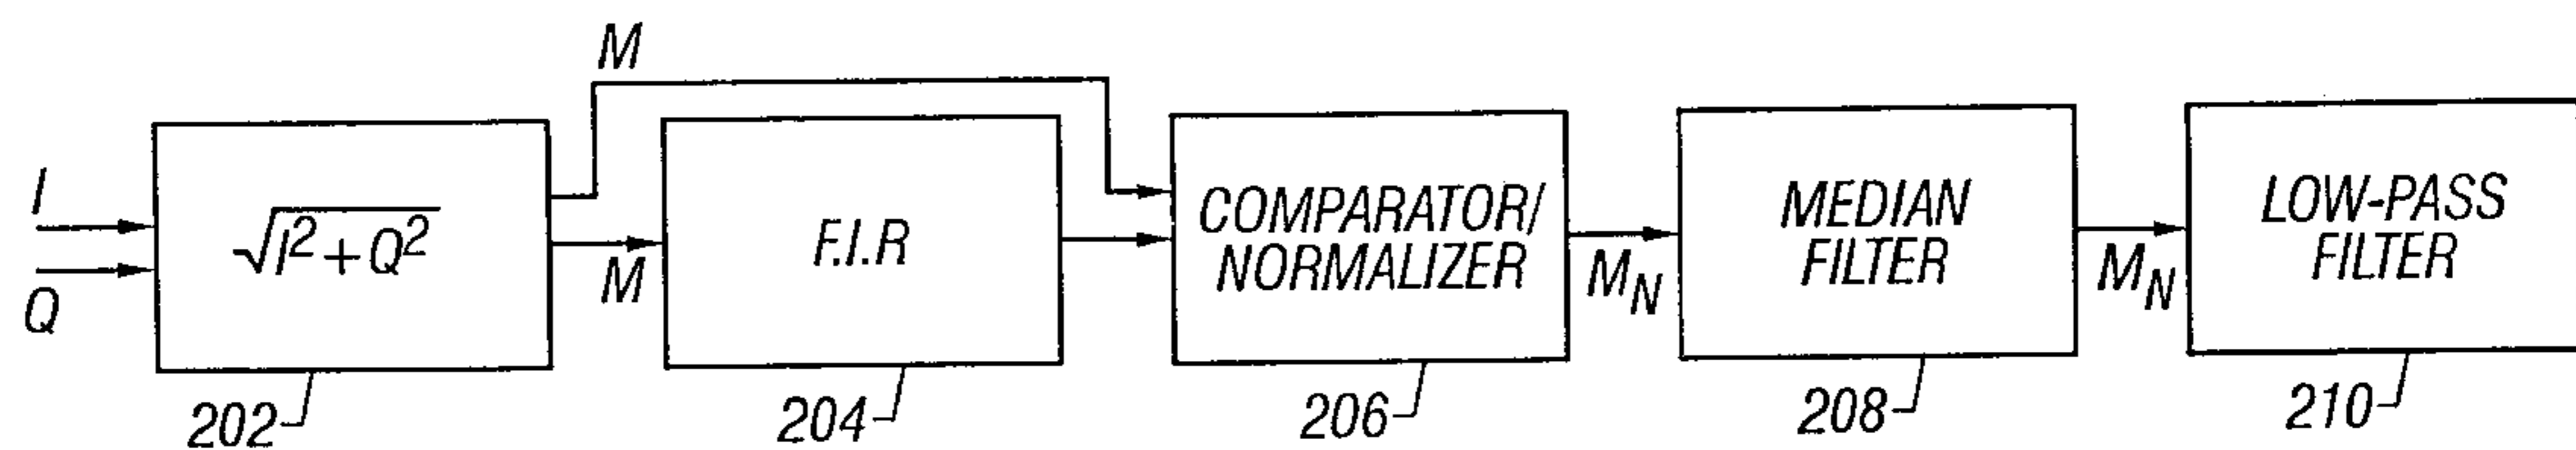 M
I
Q
√I²+Q²
M
F.I.R
COMPARATOR/
NORMALIZER
M_N
MEDIAN
FILTER
M_N
LOW-PASS
FILTER
202
204
206
208
210